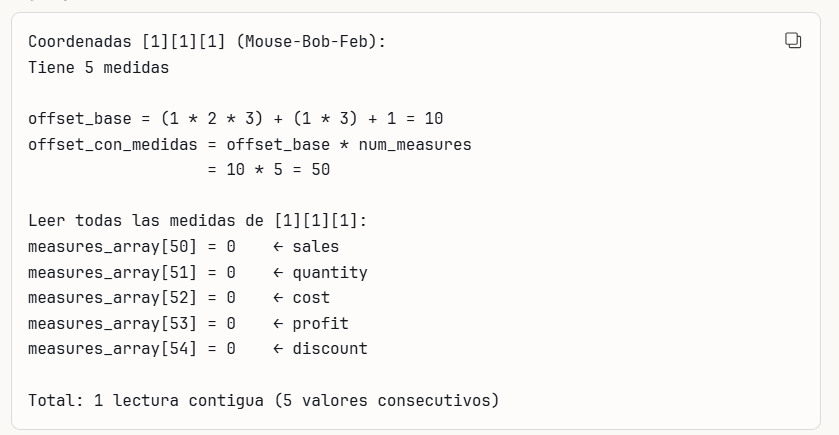 Coordenadas [1][1][1] (Mouse-Bob-Feb):
Tiene 5 medidas
offset_base = (1 * 2 * 3) + (1 * 3) + 1 = 10
offset_con_medidas = offset_base * num_measures
= 10 * 5 = 50
Leer todas las medidas de [1][1][1]:
measures_array[50] = 0 ← sales
measures_array[51] = 0 ← quantity
measures_array[52] = 0 ← cost
measures_array[53] = 0 ← profit
measures_array[54] = 0 ← discount
Total: 1 lectura contigua (5 valores consecutivos)